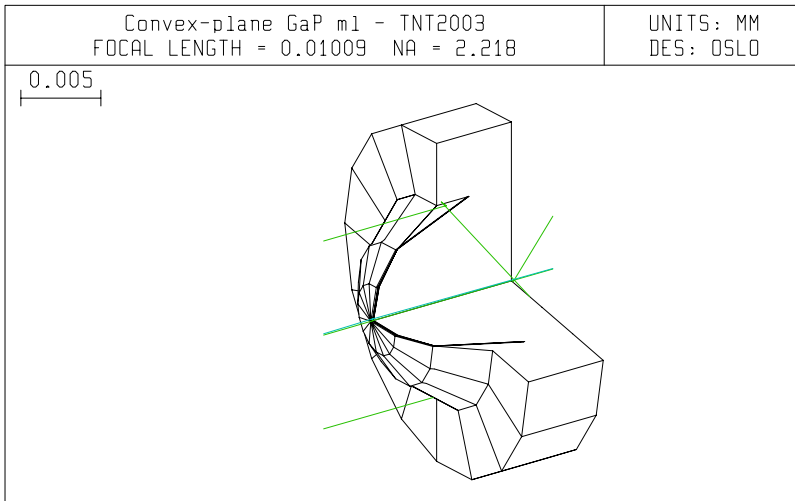 Convex-plane GaP ml - TNT2003
FOCAL LENGTH = 0.01009 NA = 2.218
UNITS: MM
DES: OSLO
0.005